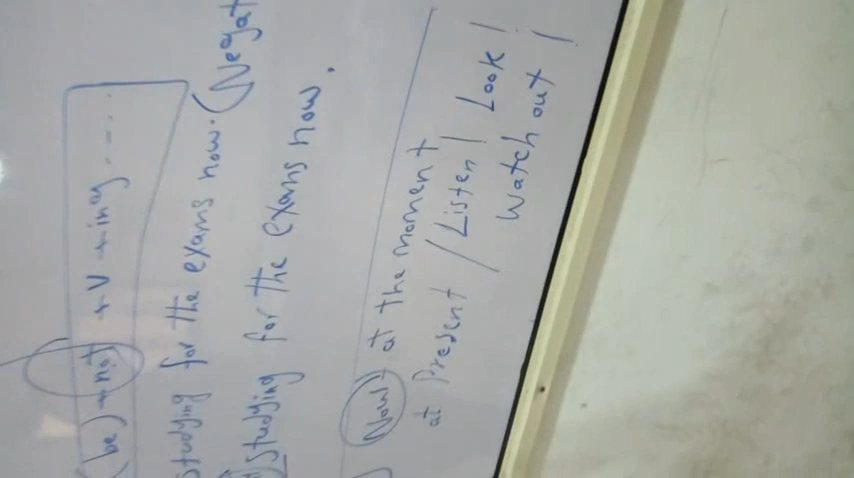 (be) + not + V + ing ....
studying for the exams now. (Negat
studying for the exams now.
Now at the moment
at Present / Listen! Look!
Watch out!